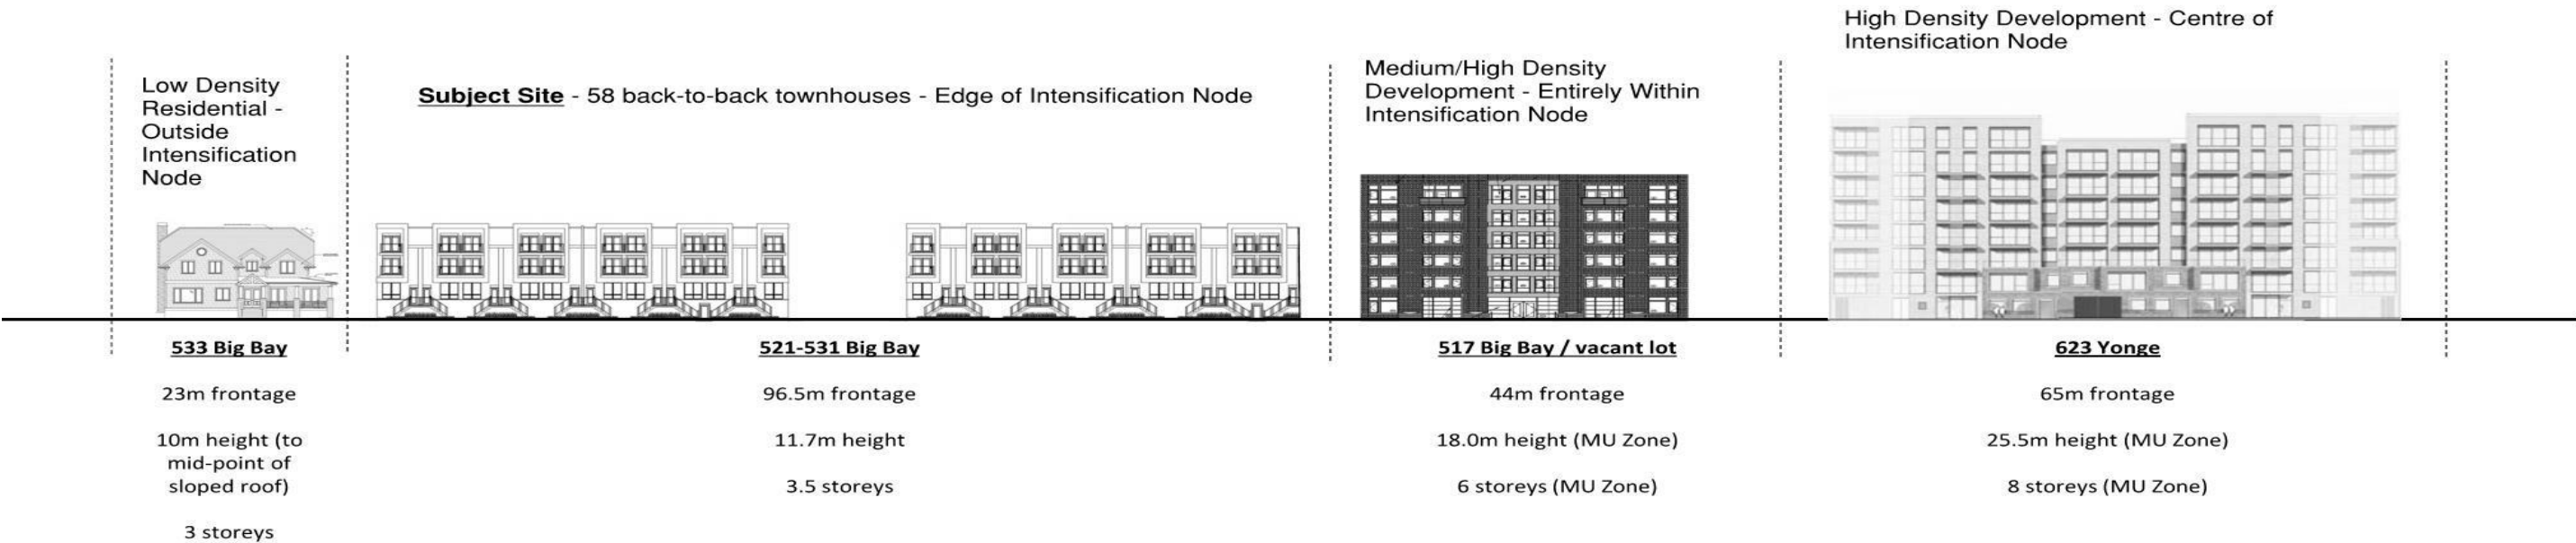 High Density Development - Centre of
Intensification Node
Low Density
Residential -
Outside
Intensification
Node
Subject Site - 58 back-to-back townhouses - Edge of Intensification Node
Medium/High Density
Development - Entirely Within
Intensification Node
533 Big Bay
23m frontage
10m height (to
mid-point of
sloped roof)
3 storeys
521-531 Big Bay
96.5m frontage
11.7m height
3.5 storeys
517 Big Bay / vacant lot
44m frontage
18.0m height (MU Zone)
6 storeys (MU Zone)
623 Yonge
65m frontage
25.5m height (MU Zone)
8 storeys (MU Zone)